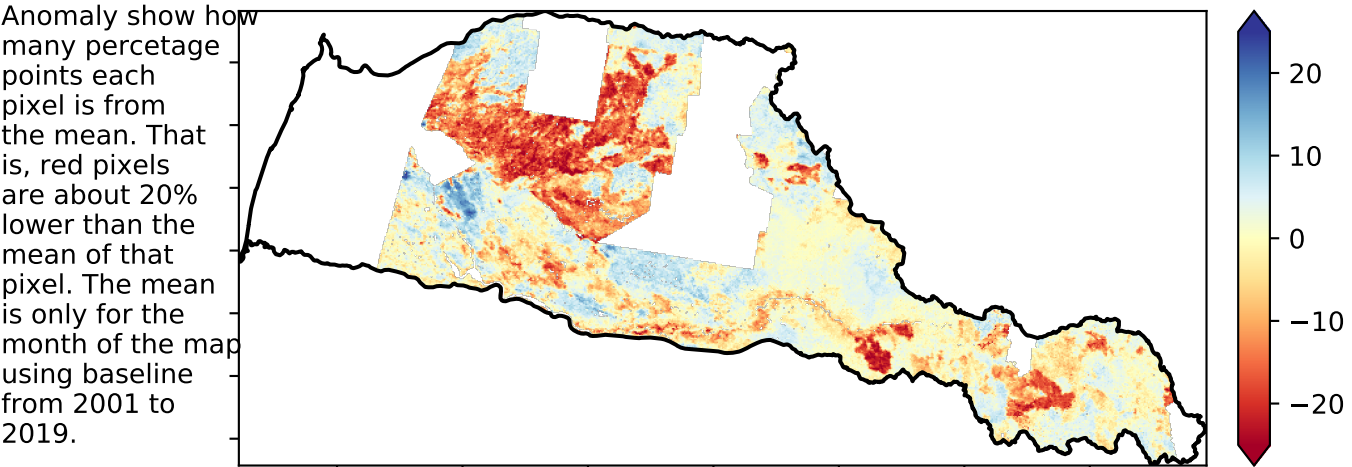 Anomaly show how
many percetage
points each
pixel is from
the mean. That
is, red pixels
are about 20%
lower than the
mean of that
pixel. The mean
is only for the
month of the map
using baseline
from 2001 to
2019.
20
10
0
−10
−20